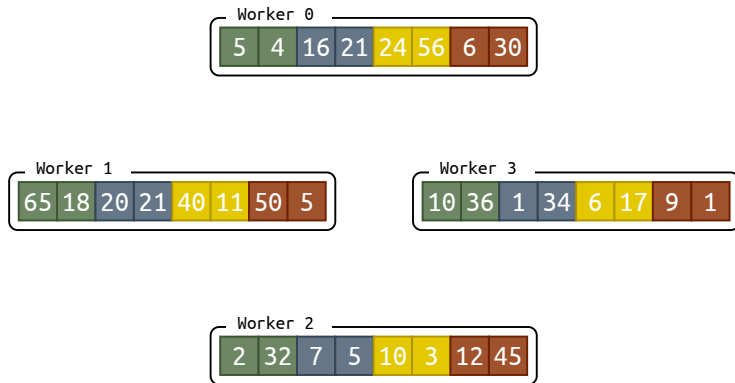 Worker 0
5 4 16 21 24 56 6 30
Worker 1
65 18 20 21 40 11 50 5
Worker 3
10 36 1 34 6 17 9 1
Worker 2
2 32 7 5 10 3 12 45